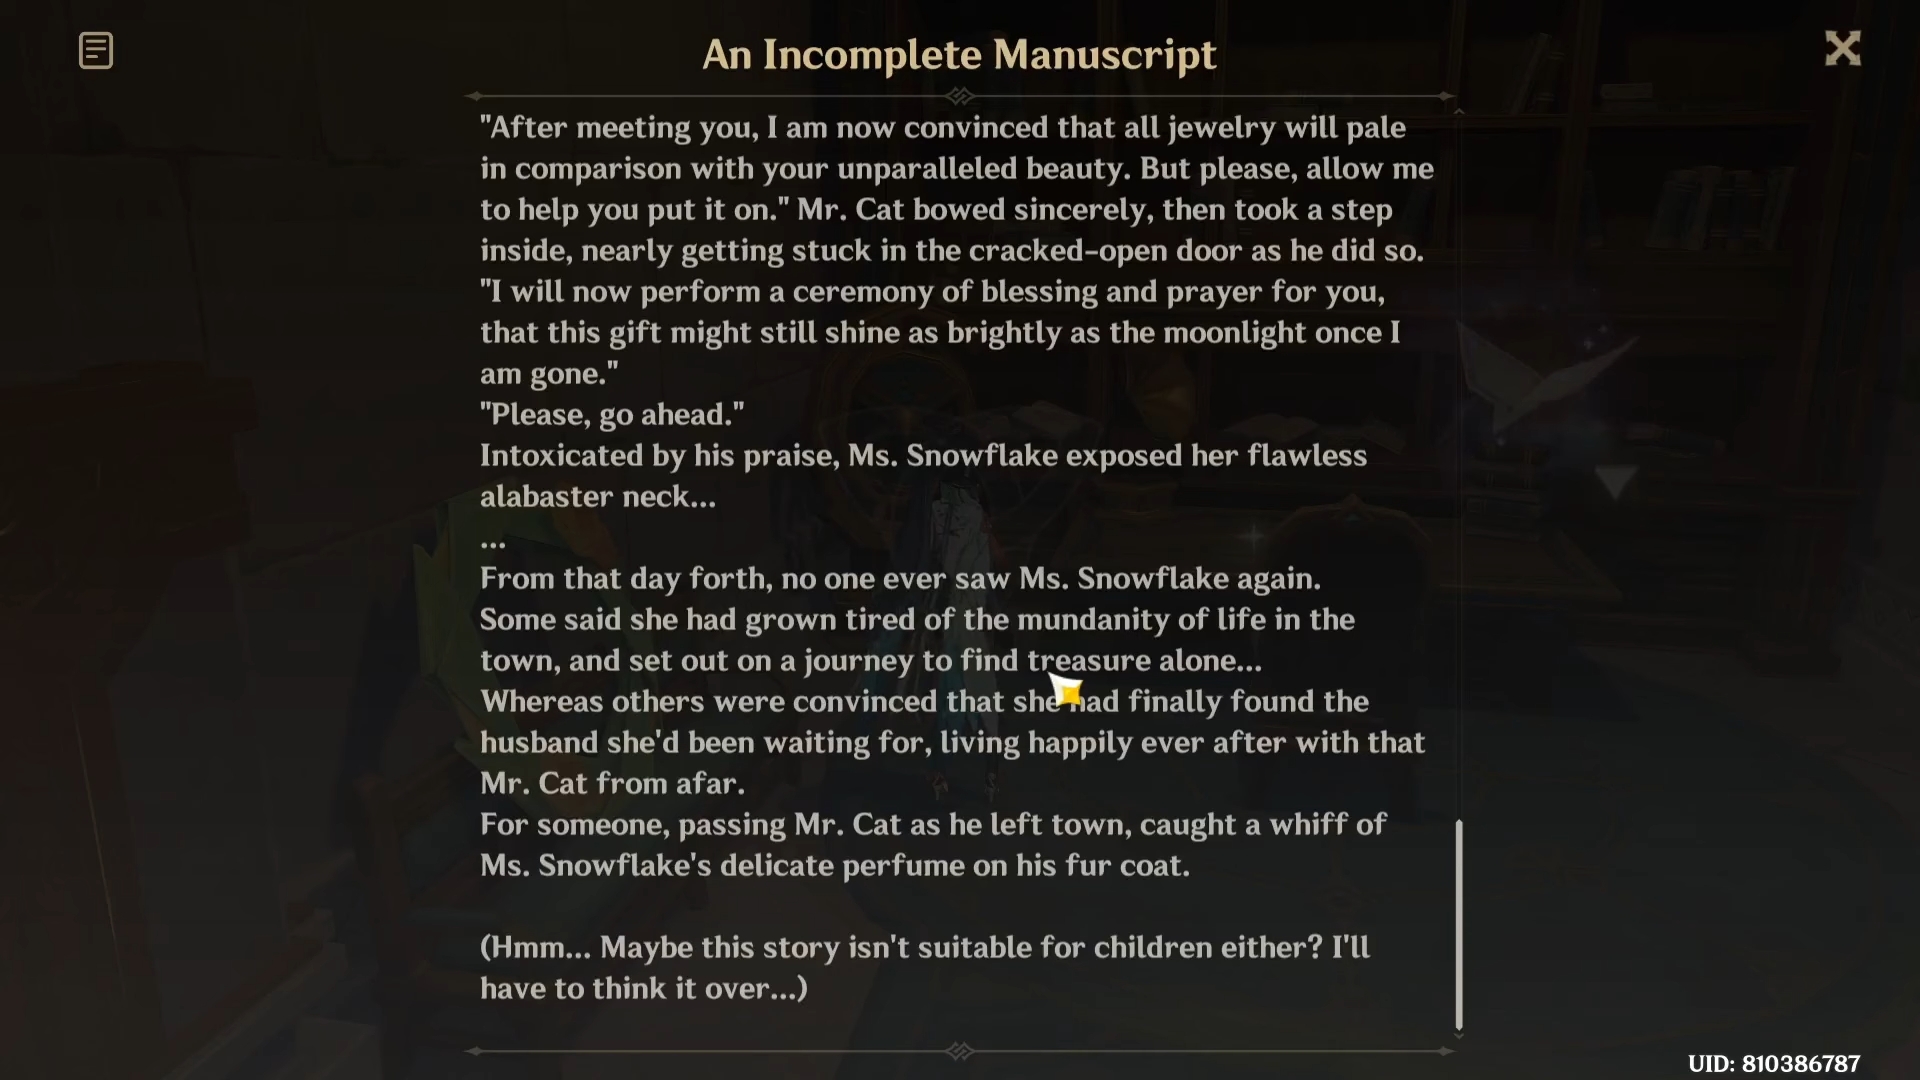 An Incomplete Manuscript
"After meeting you, I am now convinced that all jewelry will pale
in comparison with your unparalleled beauty. But please, allow me
to help you put it on." Mr. Cat bowed sincerely, then took a step
inside, nearly getting stuck in the cracked-open door as he did so.
"I will now perform a ceremony of blessing and prayer for you,
that this gift might still shine as brightly as the moonlight once I
am gone."
"Please, go ahead."
Intoxicated by his praise, Ms. Snowflake exposed her flawless
alabaster neck...
...
From that day forth, no one ever saw Ms. Snowflake again.
Some said she had grown tired of the mundanity of life in the
town, and set out on a journey to find treasure alone...
Whereas others were convinced that she had finally found the
husband she'd been waiting for, living happily ever after with that
Mr. Cat from afar.
For someone, passing Mr. Cat as he left town, caught a whiff of
Ms. Snowflake's delicate perfume on his fur coat.
(Hmm... Maybe this story isn't suitable for children either? I'll
have to think it over...)
UID: 810386787